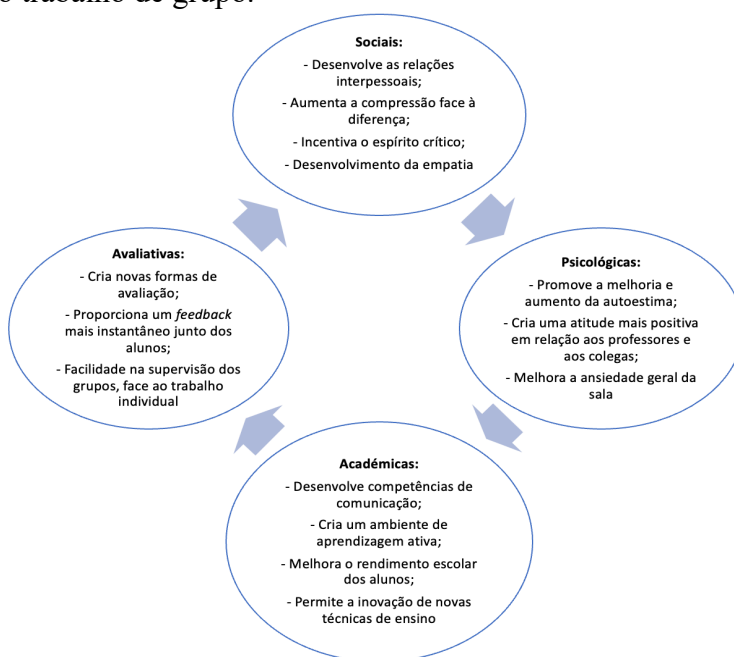 o trabalho de grupo.
Sociais:
- Desenvolve as relações
interpessoais;
- Aumenta a compressão face à
diferença;
- Incentiva o espírito crítico;
- Desenvolvimento da empatia
Avaliativas:
- Cria novas formas de
avaliação;
- Proporciona um feedback
mais instantâneo junto dos
alunos;
- Facilidade na supervisão dos
grupos, face ao trabalho
individual
Psicológicas:
- Promove a melhoria e
aumento da autoestima;
- Cria uma atitude mais positiva
em relação aos professores e
aos colegas;
- Melhora a ansiedade geral da
sala
Académicas:
- Desenvolve competências de
comunicação;
- Cria um ambiente de
aprendizagem ativa;
- Melhora o rendimento escolar
dos alunos;
- Permite a inovação de novas
técnicas de ensino